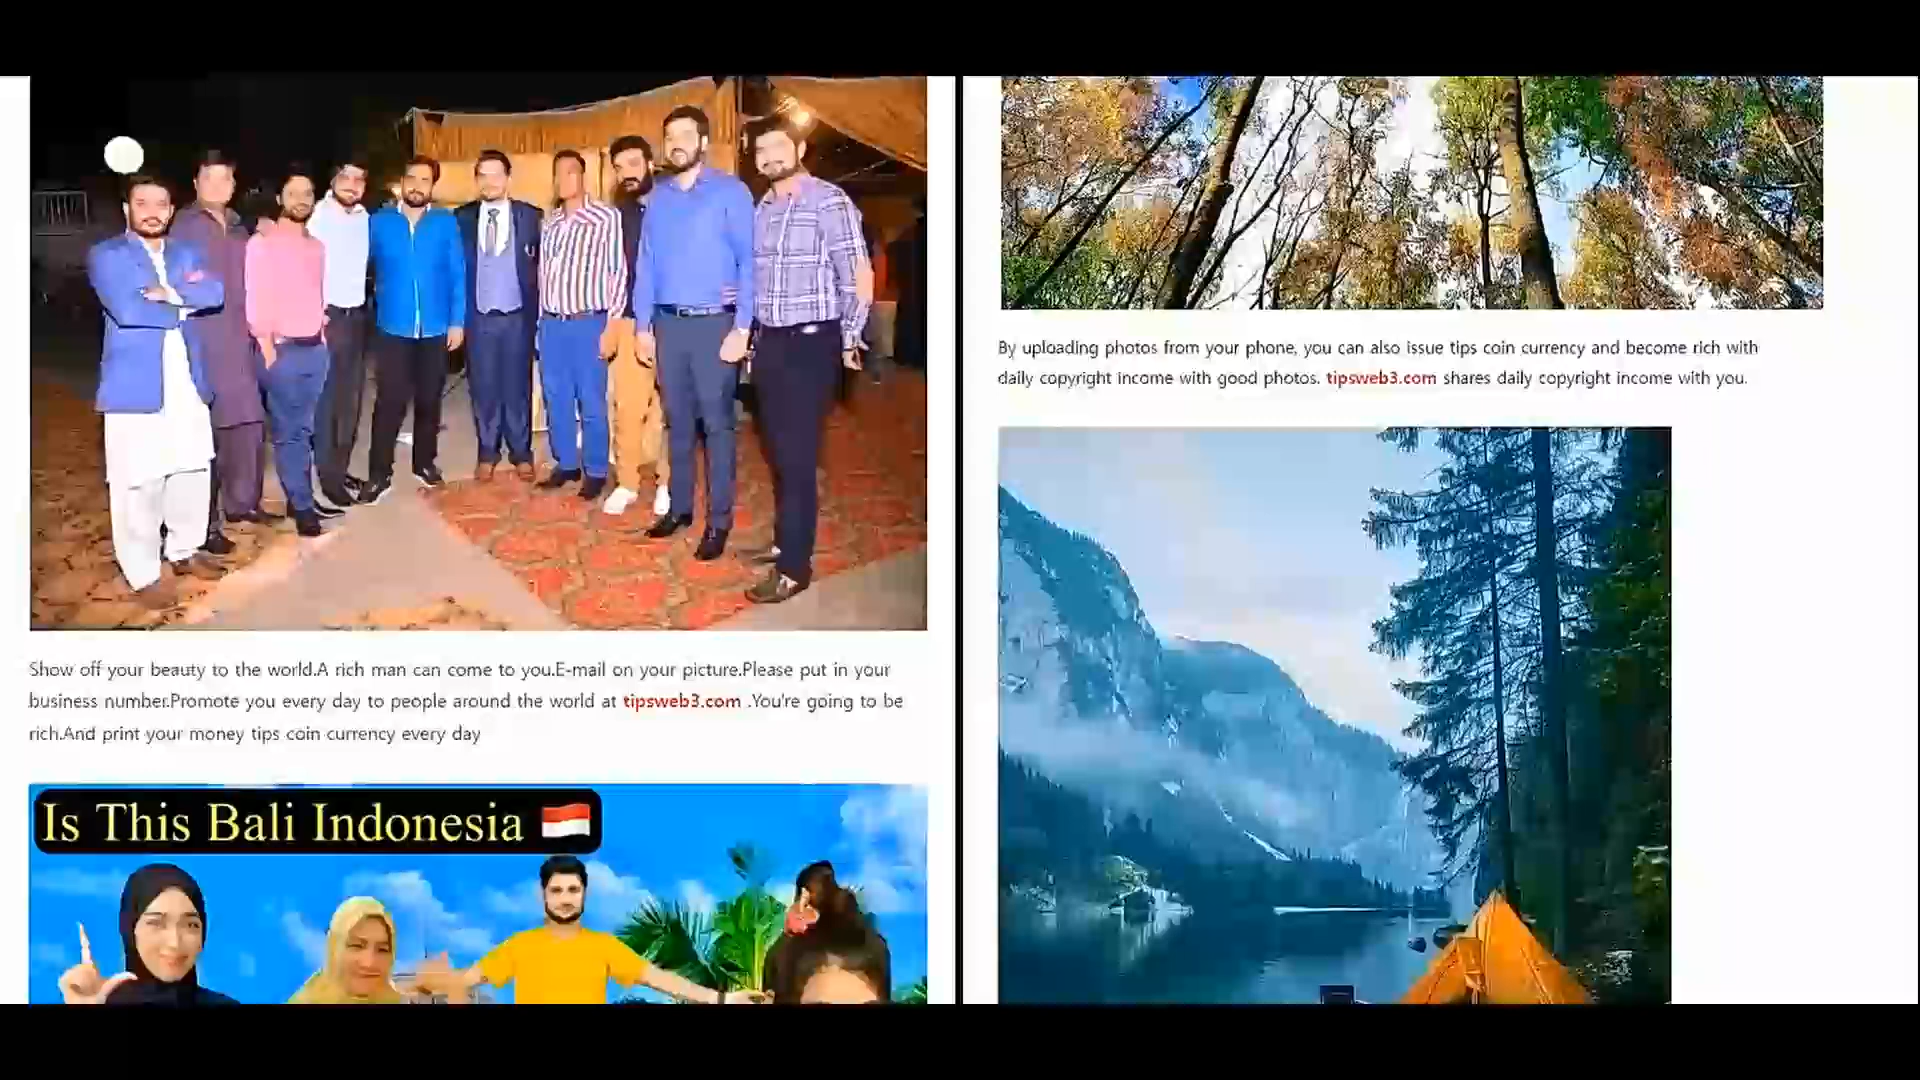 Show off your beauty to the world.A rich man can come to you.E-mail on your picture.Please put in your
business number.Promote you every day to people around the world at tipsweb3.com .You're going to be
rich.And print your money tips coin currency every day
Is This Bali Indonesia
By uploading photos from your phone, you can also issue tips coin currency and become rich with
daily copyright income with good photos. tipsweb3.com shares daily copyright income with you.